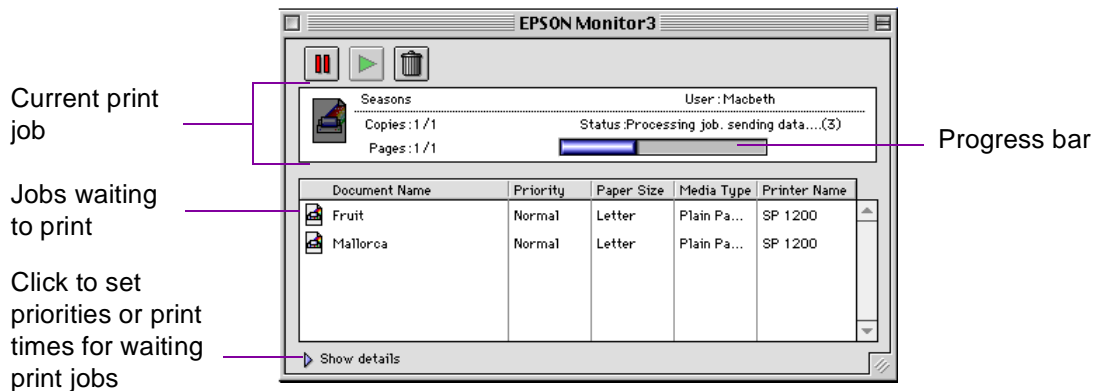 EPSON Monitor3
Current print
job
Seasons
User : Macbeth
Copies : 1 / 1
Status :Processing job. sending data....(3)
Pages : 1 / 1
Progress bar
Jobs waiting
to print
Document Name Priority Paper Size Media Type Printer Name
Fruit Normal Letter Plain Pa... SP 1200
Mallorca Normal Letter Plain Pa... SP 1200
Click to set
priorities or print
times for waiting
print jobs
Show details